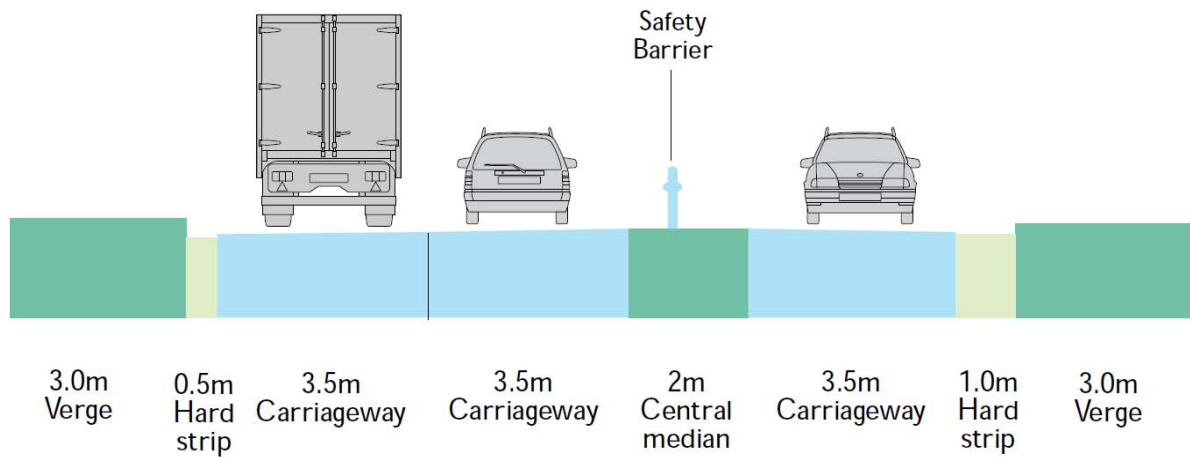 Safety
Barrier
3.0m
Verge
0.5m
Hard
strip
3.5m
Carriageway
3.5m
Carriageway
2m
Central
median
3.5m
Carriageway
1.0m
Hard
strip
3.0m
Verge